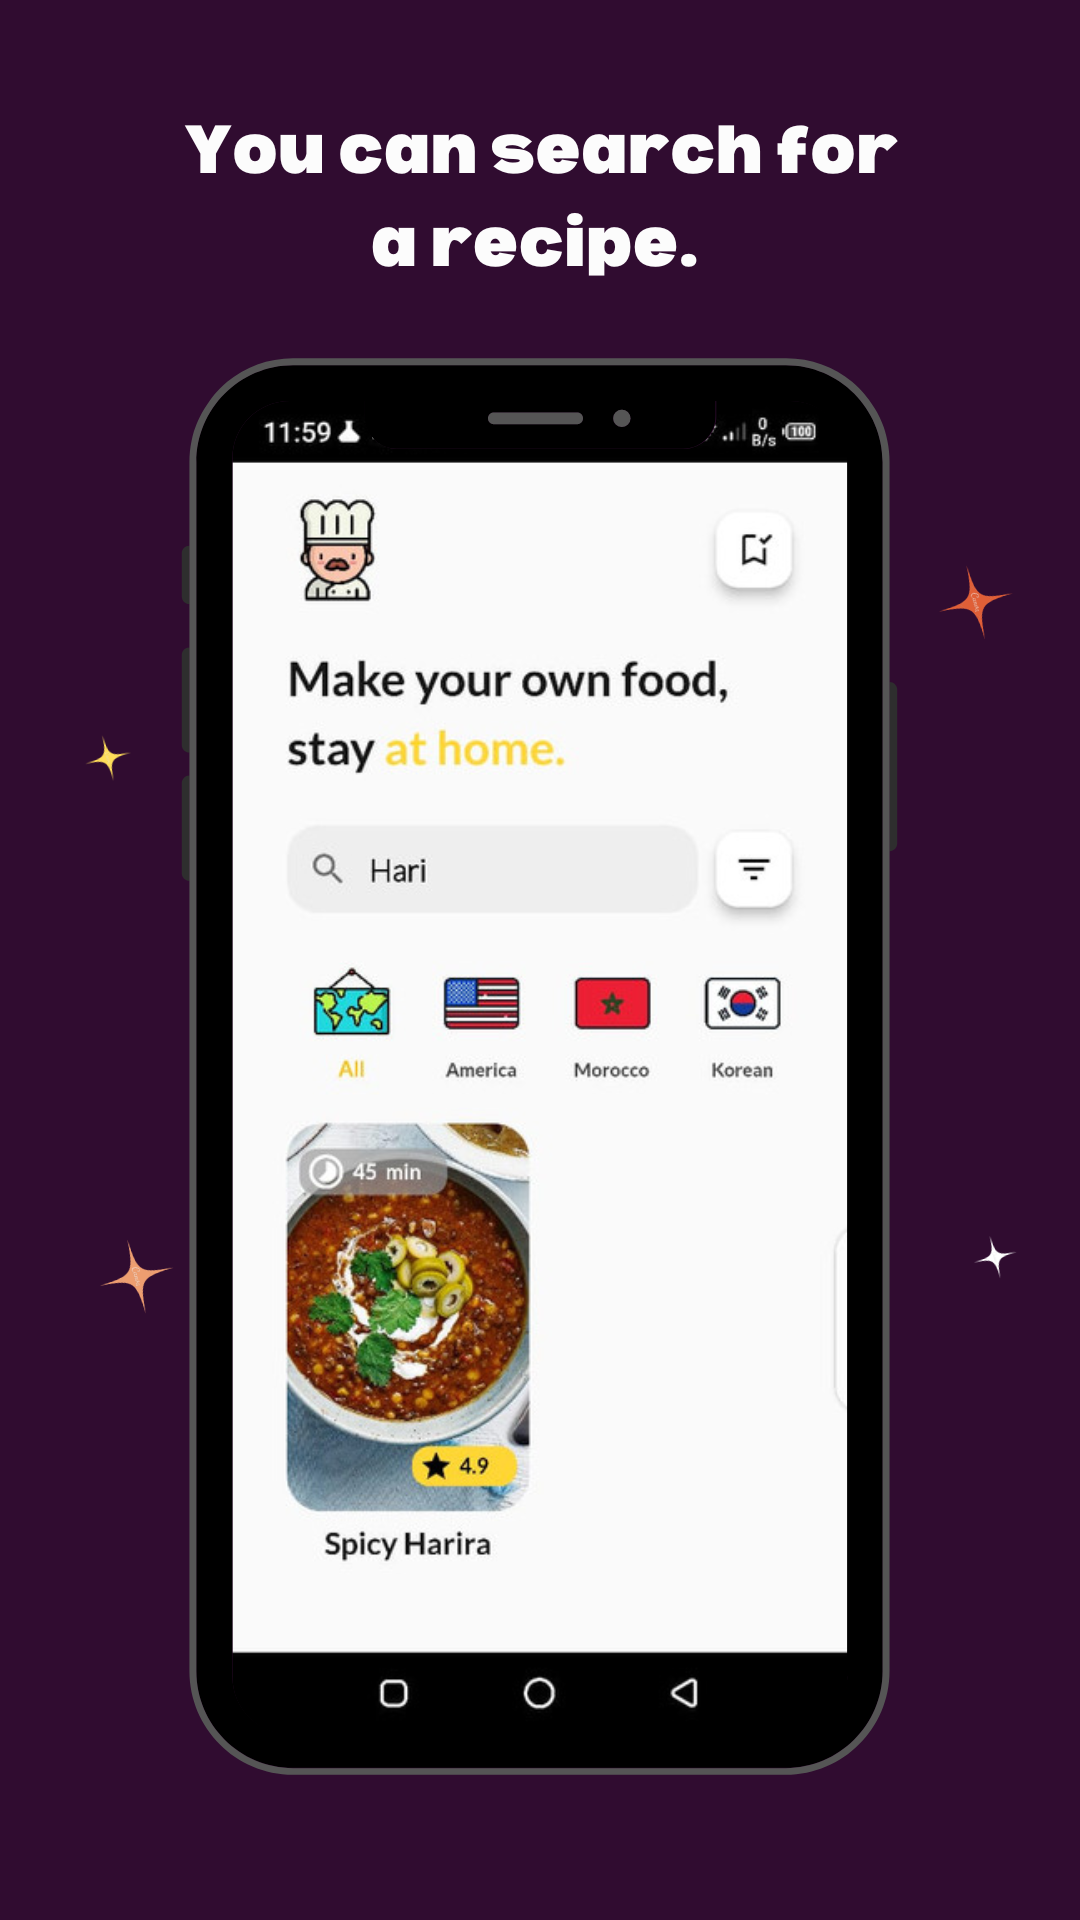 You can search for
a recipe.
11:59
0
B/s
100
Make your own food,
stay at home.
Hari
All
America
Morocco
Korean
45 min
4.9
Spicy Harira